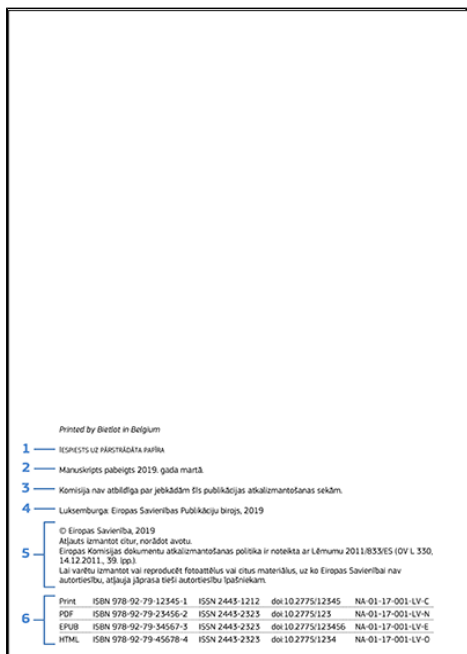 Printed by Bietlot in Belgium
1 IESPIESTS UZ PĀRSTRĀDĀTA PAPĪRA
2 Manuskripts pabeigts 2019. gada martā.
3 Komisija nav atbildīga par jebkādām šīs publikācijas atkalizmantošanas sekām.
4 Luksemburga: Eiropas Savienības Publikāciju birojs, 2019
5 © Eiropas Savienība, 2019
Atļauts izmantot citur, norādot avotu.
Eiropas Komisijas dokumentu atkalizmantošanas politika ir noteikta ar Lēmumu 2011/833/ES (OV L 330,
14.12.2011., 39. lpp.).
Lai varētu izmantot vai reproducēt fotoattēlus vai citus materiālus, uz ko Eiropas Savienībai nav
autortiesību, atļauja jāprasa tieši autortiesību īpašniekam.
6 Print ISBN 978-92-79-12345-1 ISSN 2443-1212 doi:10.2775/12345 NA-01-17-001-LV-C
PDF ISBN 978-92-79-23456-2 ISSN 2443-2323 doi:10.2775/123 NA-01-17-001-LV-N
EPUB ISBN 978-92-79-34567-3 ISSN 2443-2323 doi:10.2775/123456 NA-01-17-001-LV-E
HTML ISBN 978-92-79-45678-4 ISSN 2443-2323 doi:10.2775/1234 NA-01-17-001-LV-O